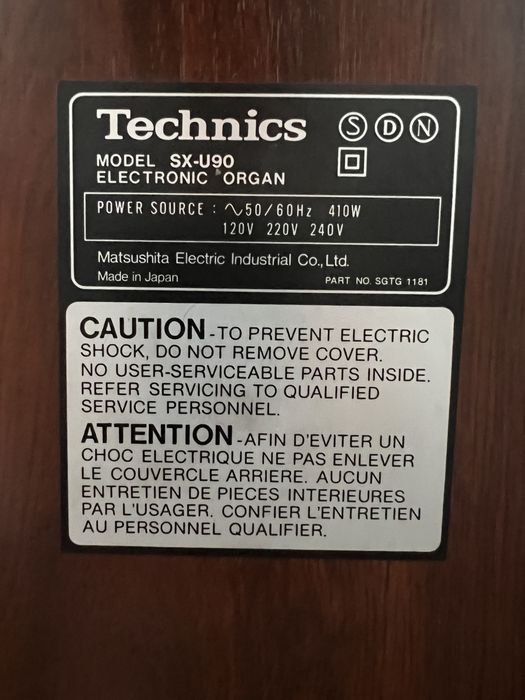 Technics
S D N
MODEL SX-U90
ELECTRONIC ORGAN
POWER SOURCE : ∿50/60Hz 410W
120V 220V 240V
Matsushita Electric Industrial Co., Ltd.
Made in Japan
PART NO. SGTG 1181
CAUTION-TO PREVENT ELECTRIC
SHOCK, DO NOT REMOVE COVER.
NO USER-SERVICEABLE PARTS INSIDE.
REFER SERVICING TO QUALIFIED
SERVICE PERSONNEL.
ATTENTION-AFIN D'EVITER UN
CHOC ELECTRIQUE NE PAS ENLEVER
LE COUVERCLE ARRIERE. AUCUN
ENTRETIEN DE PIECES INTERIEURES
PAR L'USAGER. CONFIER L'ENTRETIEN
AU PERSONNEL QUALIFIER.